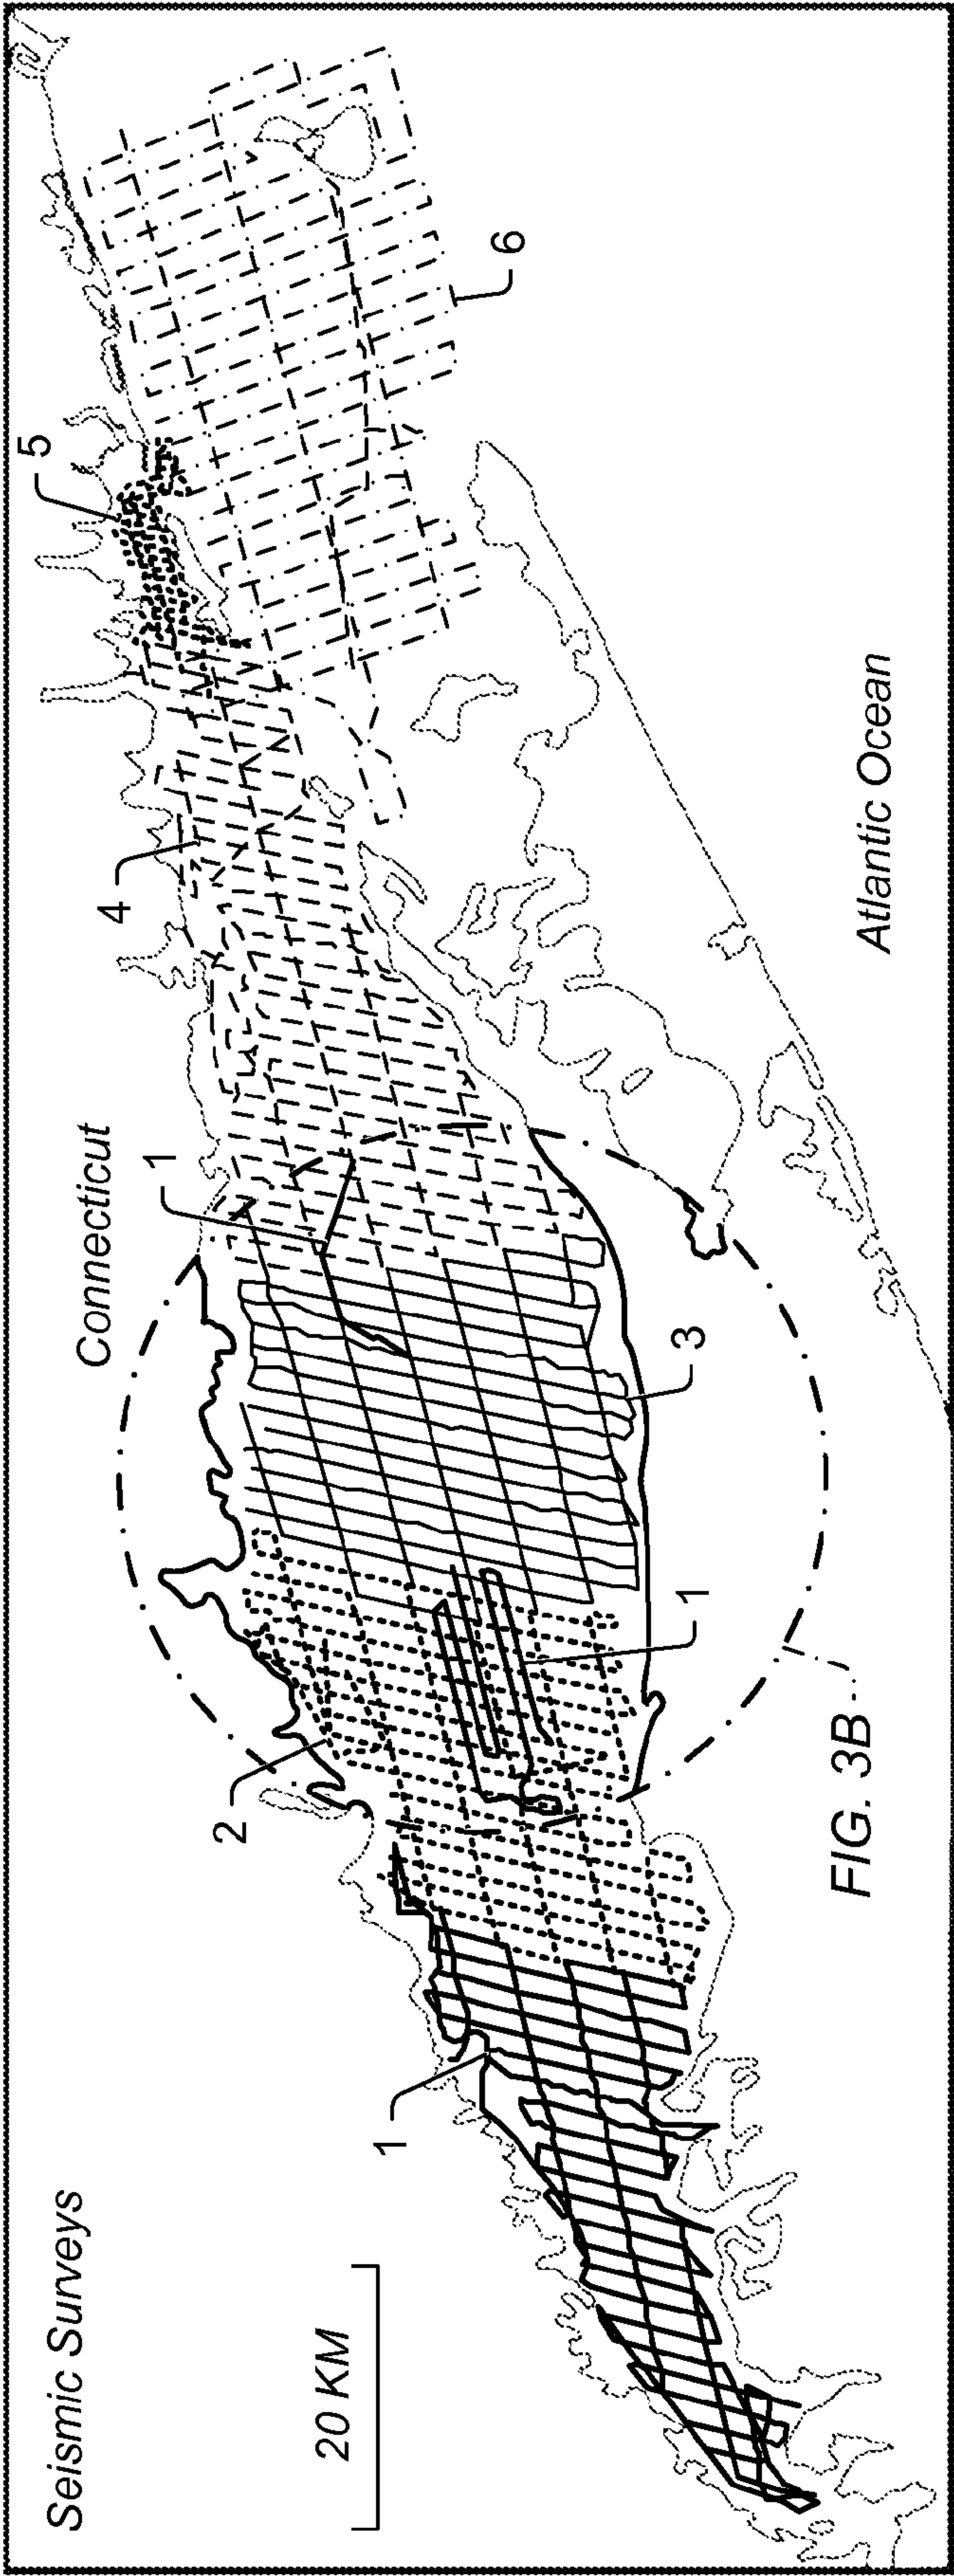 Seismic Surveys
20 KM
Connecticut
Atlantic Ocean
FIG. 3B
1
1
1
2
3
4
5
6